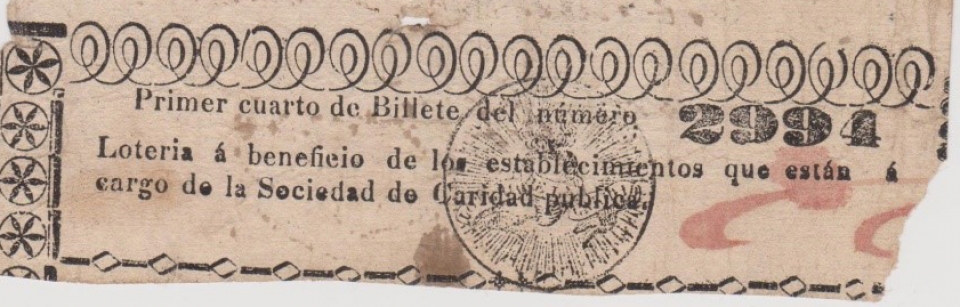 Primer cuarto de Billete del número 2994
Loteria á beneficio de los establecimientos que están á
cargo de la Sociedad de Caridad publica.